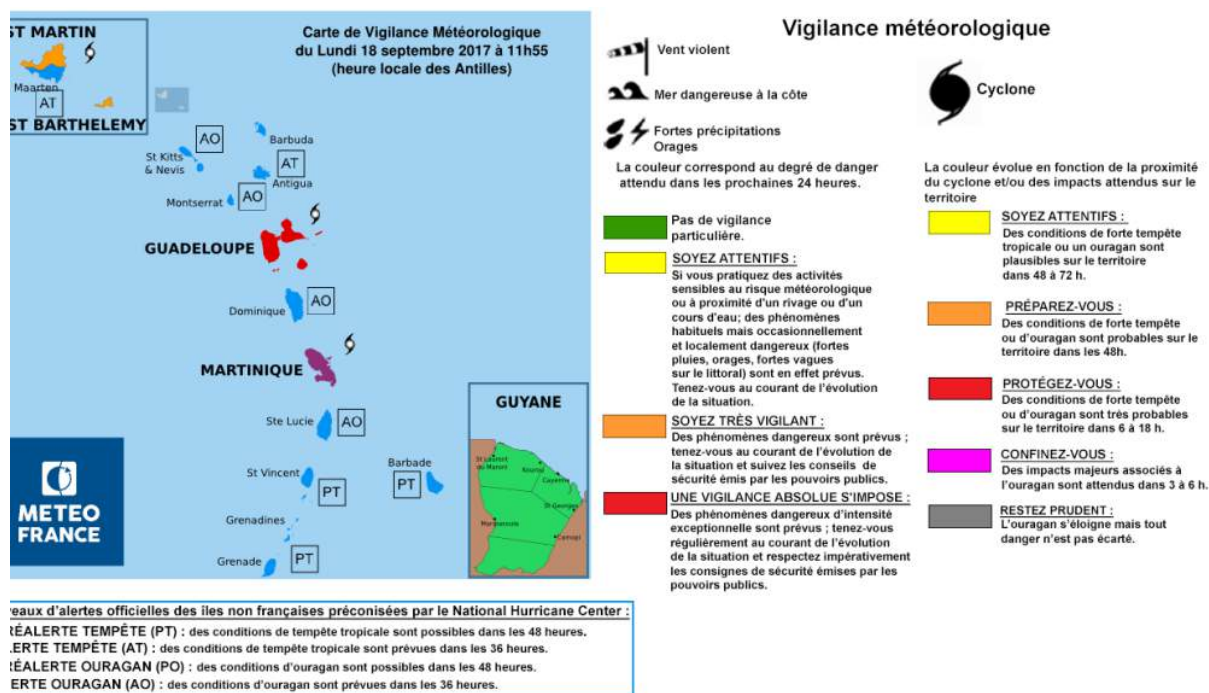 ST MARTIN
Maarten
AT
ST BARTHELEMY
Carte de Vigilance Météorologique
du Lundi 18 septembre 2017 à 11h55
(heure locale des Antilles)
AO
Barbuda
St Kitts
& Nevis
AT
Antigua
Montserrat
AO
GUADELOUPE
Dominique
AO
MARTINIQUE
Ste Lucie
AO
St Vincent
PT
Barbade
PT
Grenadines
Grenade
PT
METEO
FRANCE
GUYANE
St Laurent
du Maroni
Kourou
Cayenne
St Georges
Maripasoula
Camopi
Vigilance météorologique
Vent violent
Mer dangereuse à la côte
Fortes précipitations
Orages
La couleur correspond au degré de danger
attendu dans les prochaines 24 heures.
Pas de vigilance
particulière.
SOYEZ ATTENTIFS :
Si vous pratiquez des activités
sensibles au risque météorologique
ou à proximité d'un rivage ou d'un
cours d'eau; des phénomènes
habituels mais occasionnellement
et localement dangereux (fortes
pluies, orages, fortes vagues
sur le littoral) sont en effet prévus.
Tenez-vous au courant de l'évolution
de la situation.
SOYEZ TRÈS VIGILANT :
Des phénomènes dangereux sont prévus ;
tenez-vous au courant de l'évolution de
la situation et suivez les conseils de
sécurité émis par les pouvoirs publics.
UNE VIGILANCE ABSOLUE S'IMPOSE :
Des phénomènes dangereux d'intensité
exceptionnelle sont prévus ; tenez-vous
régulièrement au courant de l'évolution
de la situation et respectez impérativement
les consignes de sécurité émises par les
pouvoirs publics.
Cyclone
La couleur évolue en fonction de la proximité
du cyclone et/ou des impacts attendus sur le
territoire
SOYEZ ATTENTIFS :
Des conditions de forte tempête
tropicale ou un ouragan sont
plausibles sur le territoire
dans 48 à 72 h.
PRÉPAREZ-VOUS :
Des conditions de forte tempête
ou d'ouragan sont probables sur le
territoire dans les 48h.
PROTÉGEZ-VOUS :
Des conditions de forte tempête
ou d'ouragan sont très probables
sur le territoire dans 6 à 18 h.
CONFINEZ-VOUS :
Des impacts majeurs associés à
l'ouragan sont attendus dans 3 à 6 h.
RESTEZ PRUDENT :
L'ouragan s'éloigne mais tout
danger n'est pas écarté.
veaux d'alertes officielles des îles non françaises préconisées par le National Hurricane Center :
RÉALERTE TEMPÊTE (PT) : des conditions de tempête tropicale sont possibles dans les 48 heures.
LERTE TEMPÊTE (AT) : des conditions de tempête tropicale sont prévues dans les 36 heures.
RÉALERTE OURAGAN (PO) : des conditions d'ouragan sont possibles dans les 48 heures.
ERTE OURAGAN (AO) : des conditions d'ouragan sont prévues dans les 36 heures.